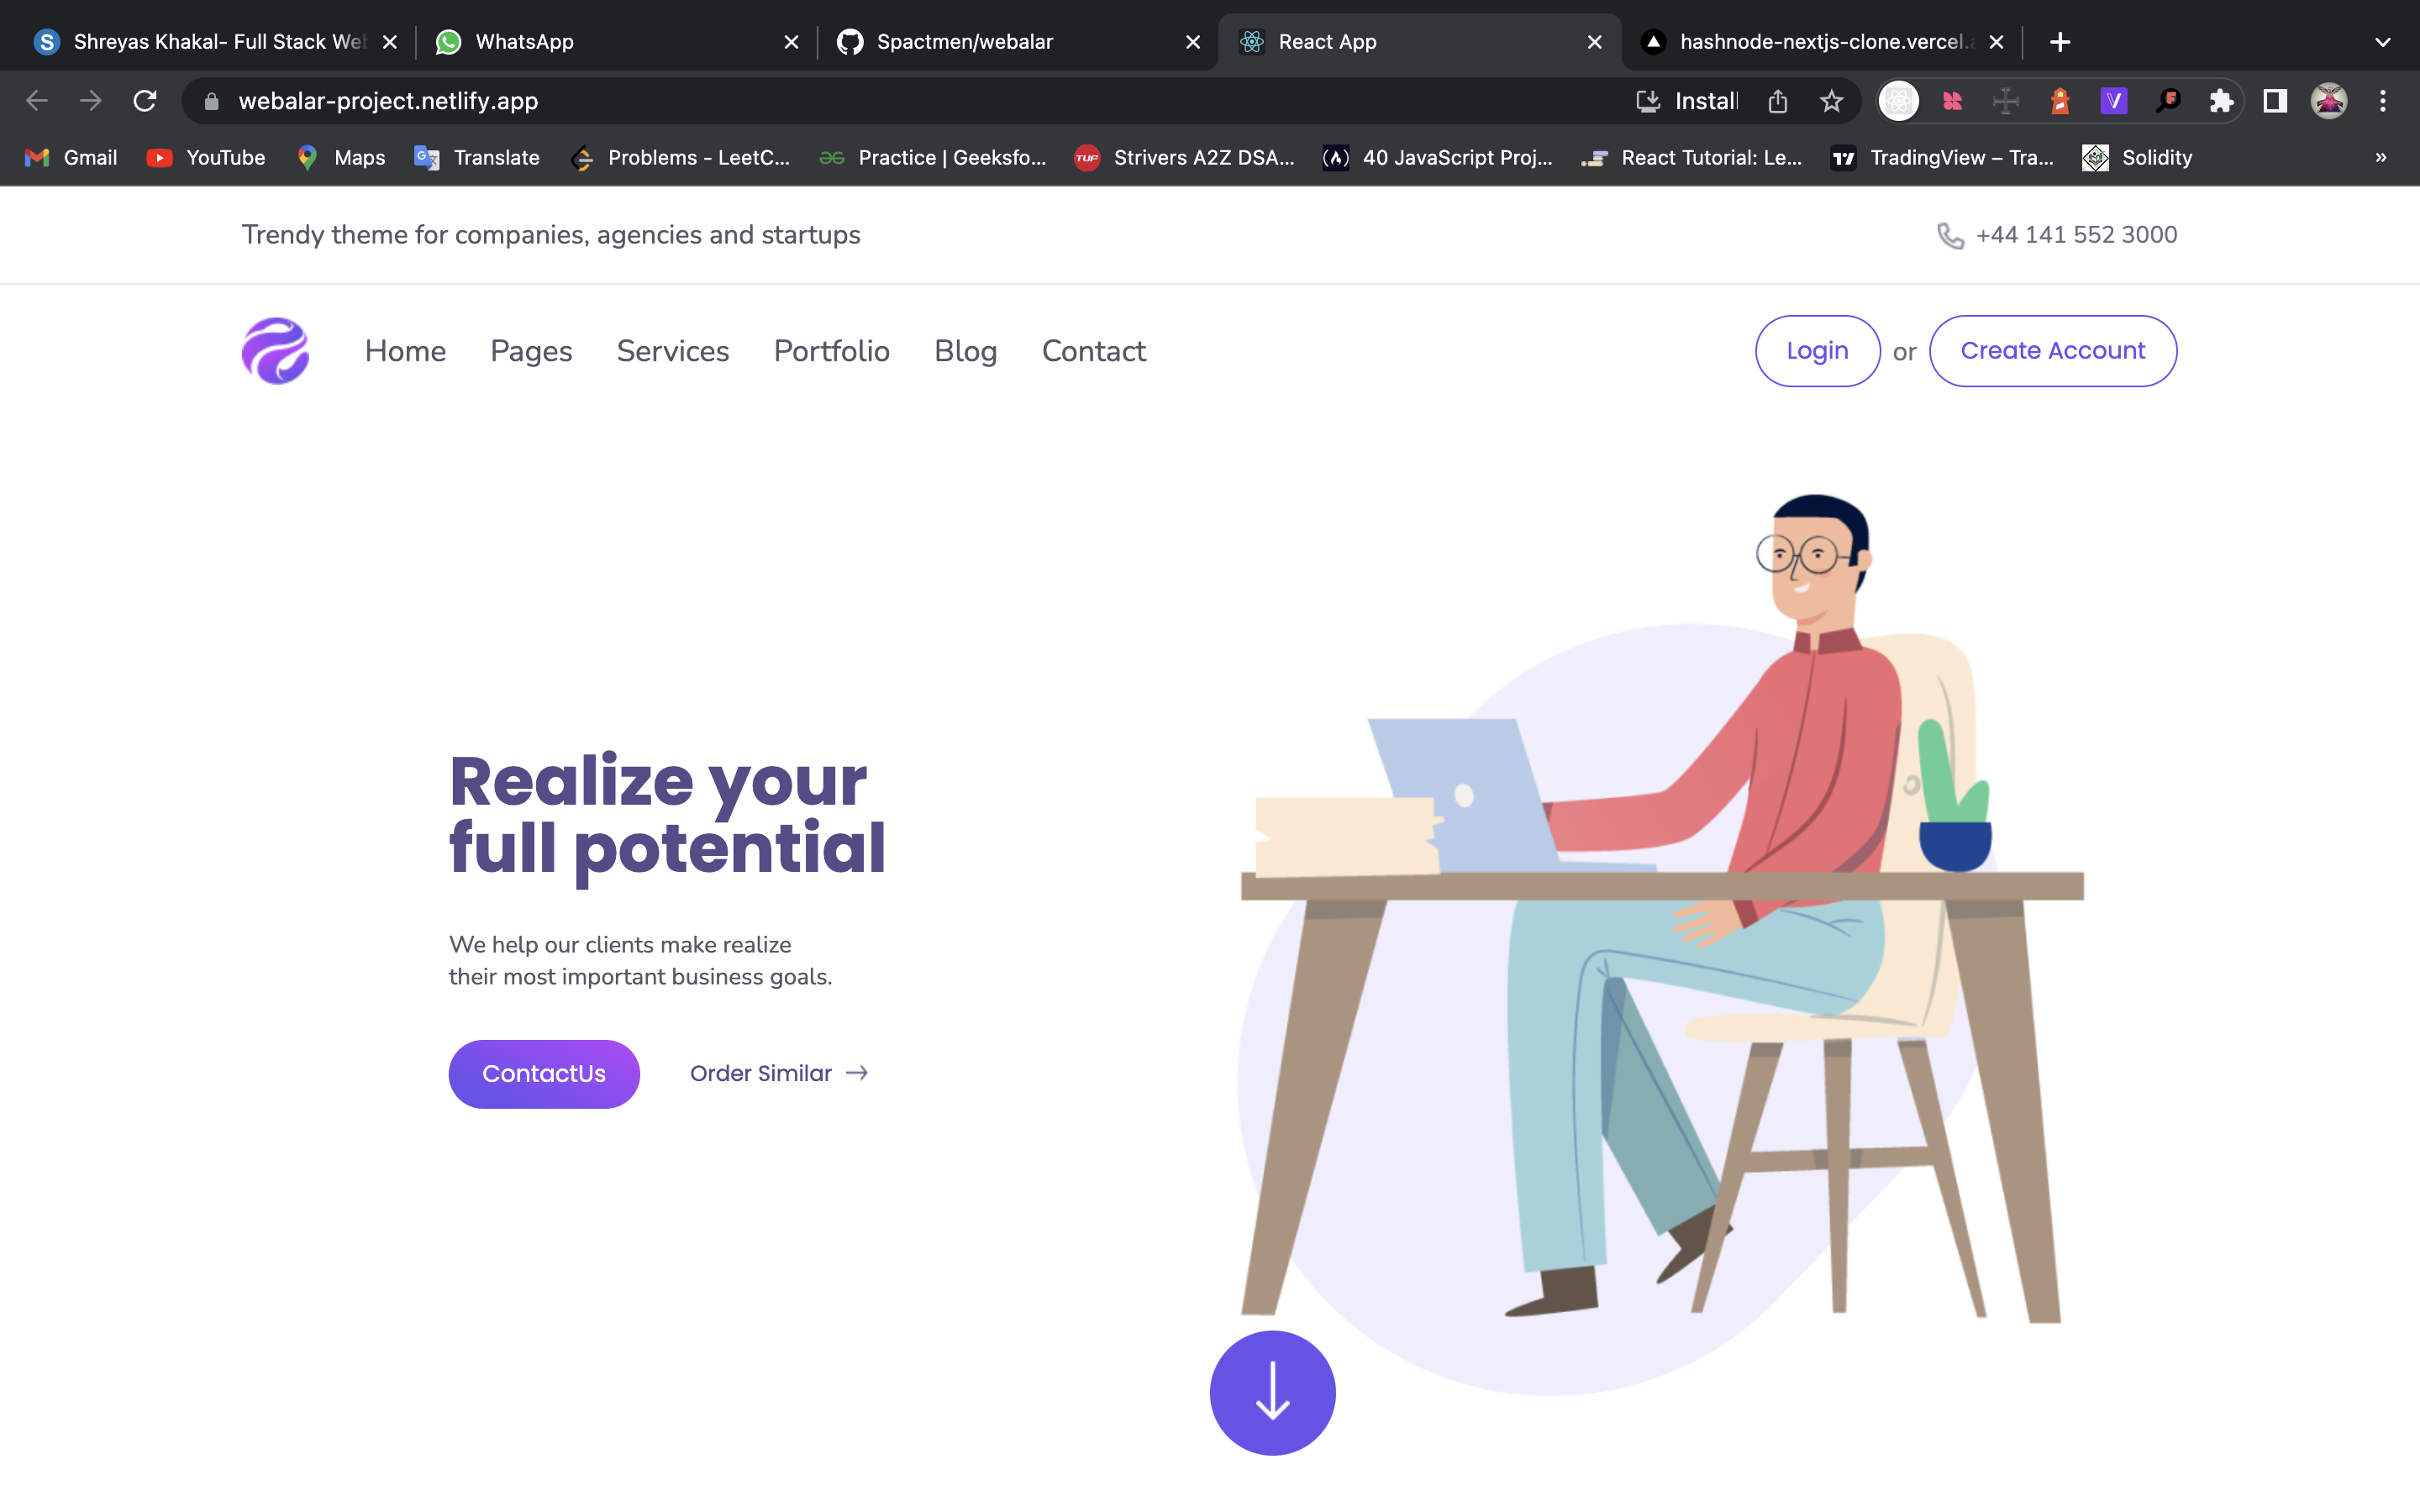 Shreyas Khakal- Full Stack Web
WhatsApp
Spactmen/webalar
React App
hashnode-nextjs-clone.vercel.a
webalar-project.netlify.app
Install
Gmail
YouTube
Maps
Translate
Problems - LeetC...
Practice | Geeksfo...
Strivers A2Z DSA...
40 JavaScript Proj...
React Tutorial: Le...
TradingView – Tra...
Solidity
»
Trendy theme for companies, agencies and startups
+44 141 552 3000
Home
Pages
Services
Portfolio
Blog
Contact
Login
or
Create Account
Realize your
full potential
We help our clients make realize
their most important business goals.
ContactUs
Order Similar